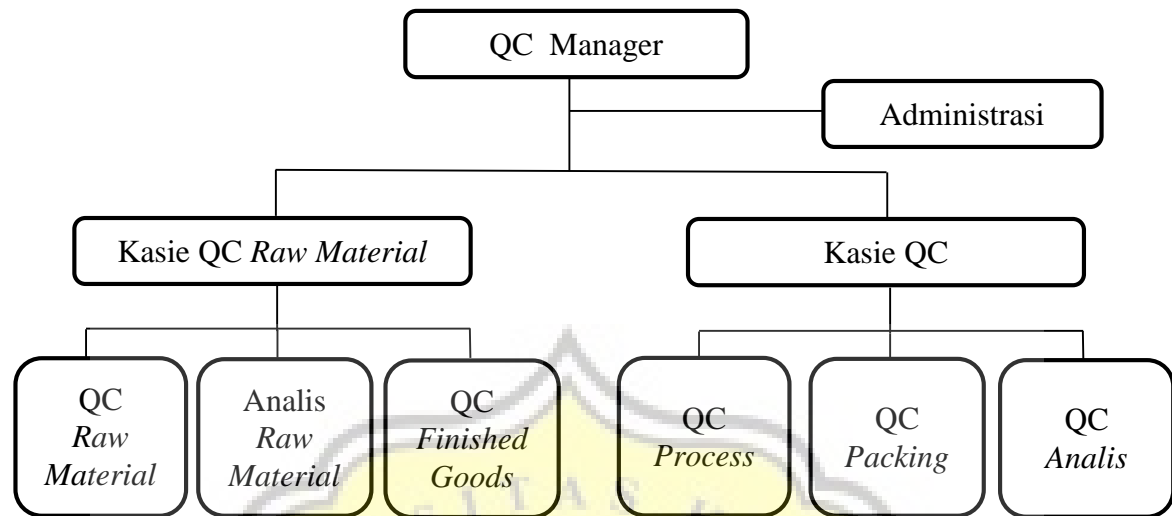 QC Manager
Administrasi
Kasie QC Raw Material
Kasie QC
QC
Raw
Material
Analis
Raw
Material
QC
Finished
Goods
QC
Process
QC
Packing
QC
Analis
I T A S